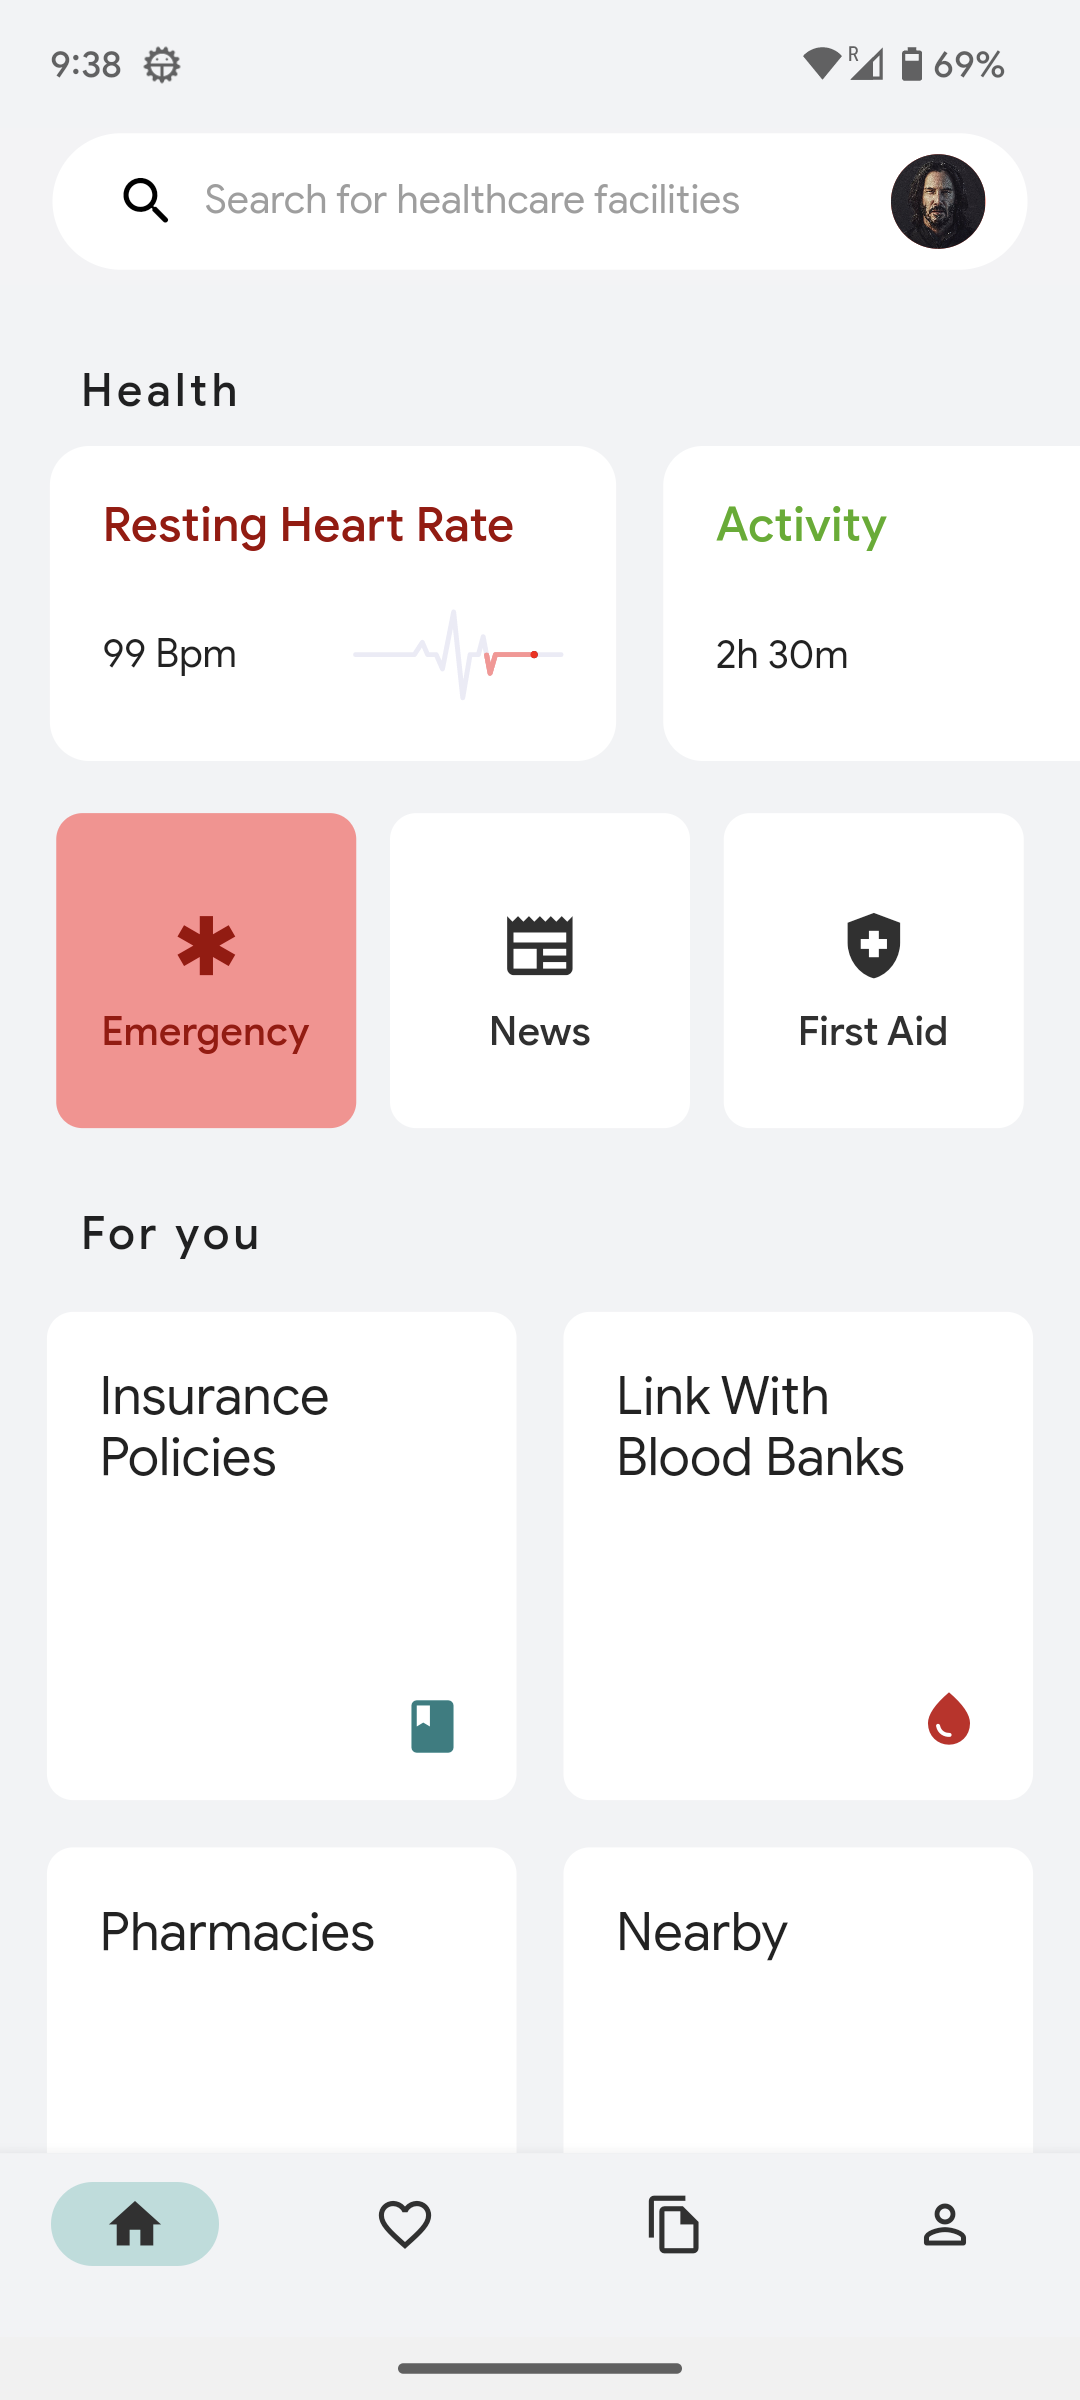 9:38
R
69%
Search for healthcare facilities
Health
Resting Heart Rate
99 Bpm
Activity
2h 30m
Emergency
News
First Aid
For you
Insurance
Policies
Link With
Blood Banks
Pharmacies
Nearby